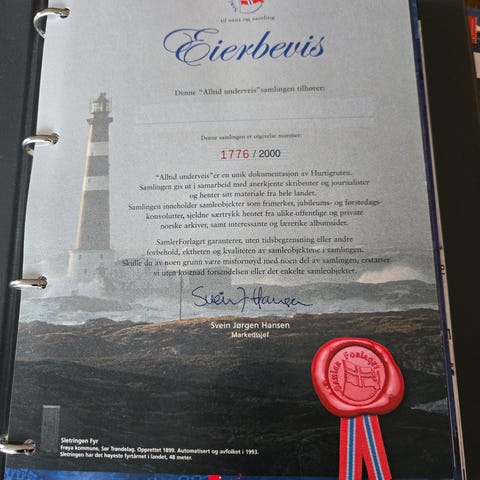 - til nytte og samling
Eierbevis
Denne "Alltid underveis" samlingen tilhører:
Denne samlingen er utgivelse nummer:
1776 / 2000
"Alltid underveis" er en unik dokumentasjon av Hurtigruten.
Samlingen gis ut i samarbeid med anerkjente skribenter og journalister
og henter sitt materiale fra hele landet.
Samlingen inneholder samleobjekter som frimerker, jubileums- og førstedags-
konvolutter, sjeldne særtrykk hentet fra ulike offentlige og private
norske arkiver, samt interessante og lærerike albumsider.
SamlerForlaget garanterer, uten tidsbegrensning eller andre
forbehold, ektheten og kvaliteten av samleobjektene i samlingen.
Skulle du av noen grunn være misfornøyd med noen del av samlingen, erstatter
vi uten kostnad forsendelsen eller det enkelte samleobjektet.
Svein J Hansen
Svein Jørgen Hansen
Markedssjef
Samler Forlaget
Sletringen Fyr
Frøya kommune, Sør Trøndelag. Opprettet 1899. Automatisert og avfolket i 1993.
Sletringen har det høyeste fyrtårnet i landet, 48 meter.